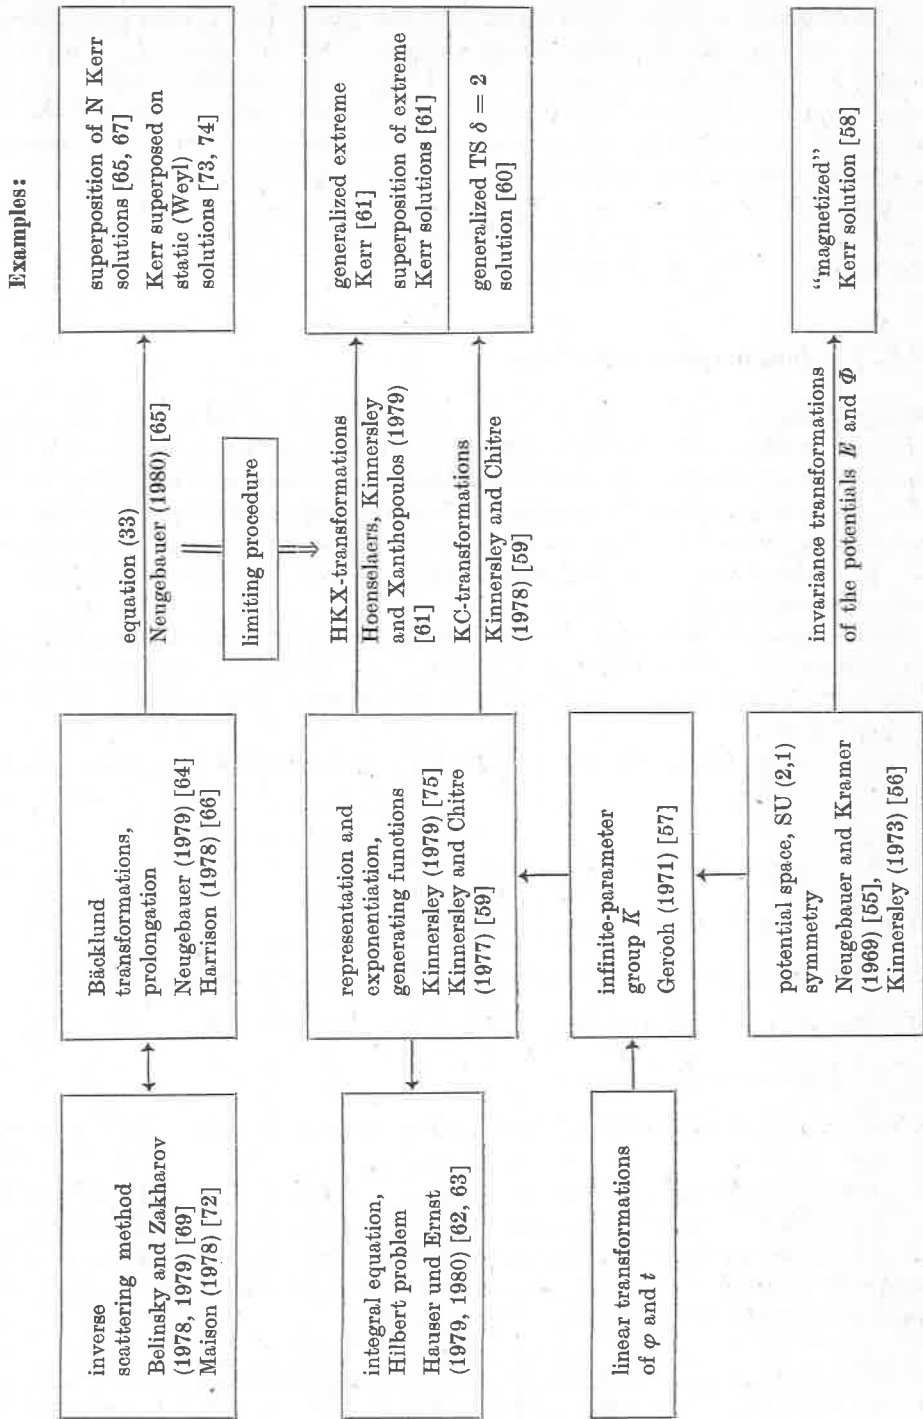 Examples:
inverse
scattering method
Belinsky and Zakharov
(1978, 1979) [69]
Maison (1978) [72]
Bäcklund
transformations,
prolongation
Neugebauer (1979) [64]
Harrison (1978) [66]
equation (33)
Neugebauer (1980) [65]
superposition of N Kerr
solutions [65, 67]
Kerr superposed on
static (Weyl)
solutions [73, 74]
limiting procedure
integral equation,
Hilbert problem
Hauser und Ernst
(1979, 1980) [62, 63]
representation and
exponentiation,
generating functions
Kinnersley (1979) [75]
Kinnersley and Chitre
(1977) [59]
HKX-transformations
Hoenselaers, Kinnersley
and Xanthopoulos (1979)
[61]
KC-transformations
Kinnersley and Chitre
(1978) [59]
generalized extreme
Kerr [61]
superposition of extreme
Kerr solutions [61]
generalized TS δ = 2
solution [60]
linear transformations
of φ and t
infinite-parameter
group K
Geroch (1971) [57]
potential space, SU (2,1)
symmetry
Neugebauer and Kramer
(1969) [55],
Kinnersley (1973) [56]
invariance transformations
of the potentials E and Φ
“magnetized”
Kerr solution [58]